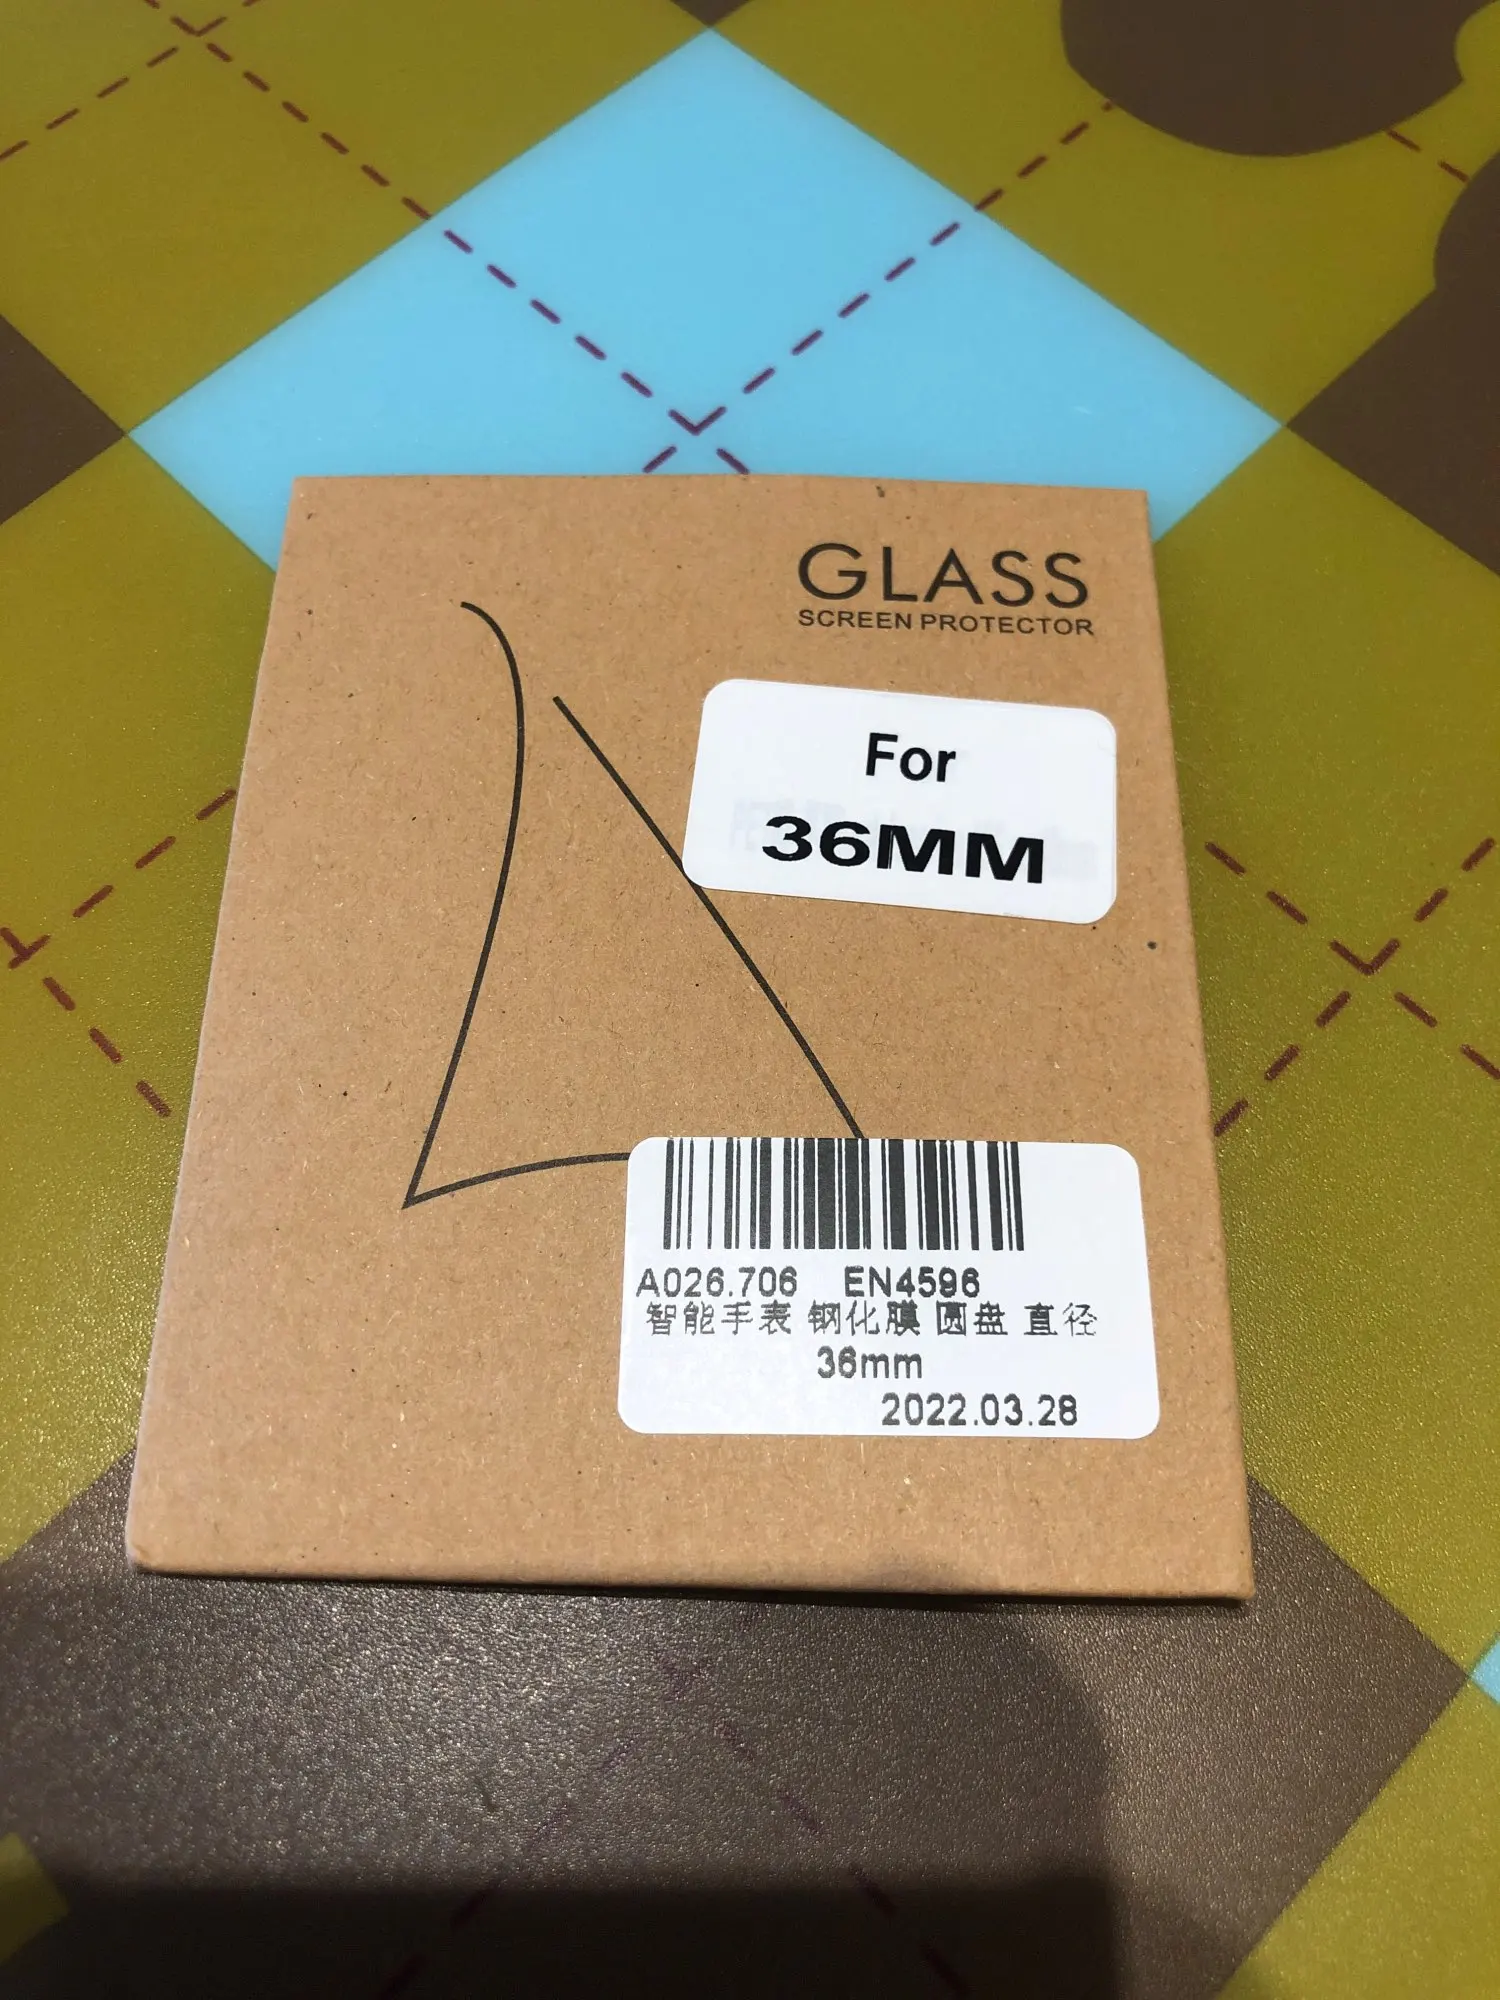 GLASS
SCREEN PROTECTOR
For
36MM
A026.706 EN4596
智能手表 钢化膜 圆盘 直径
36mm
2022.03.28